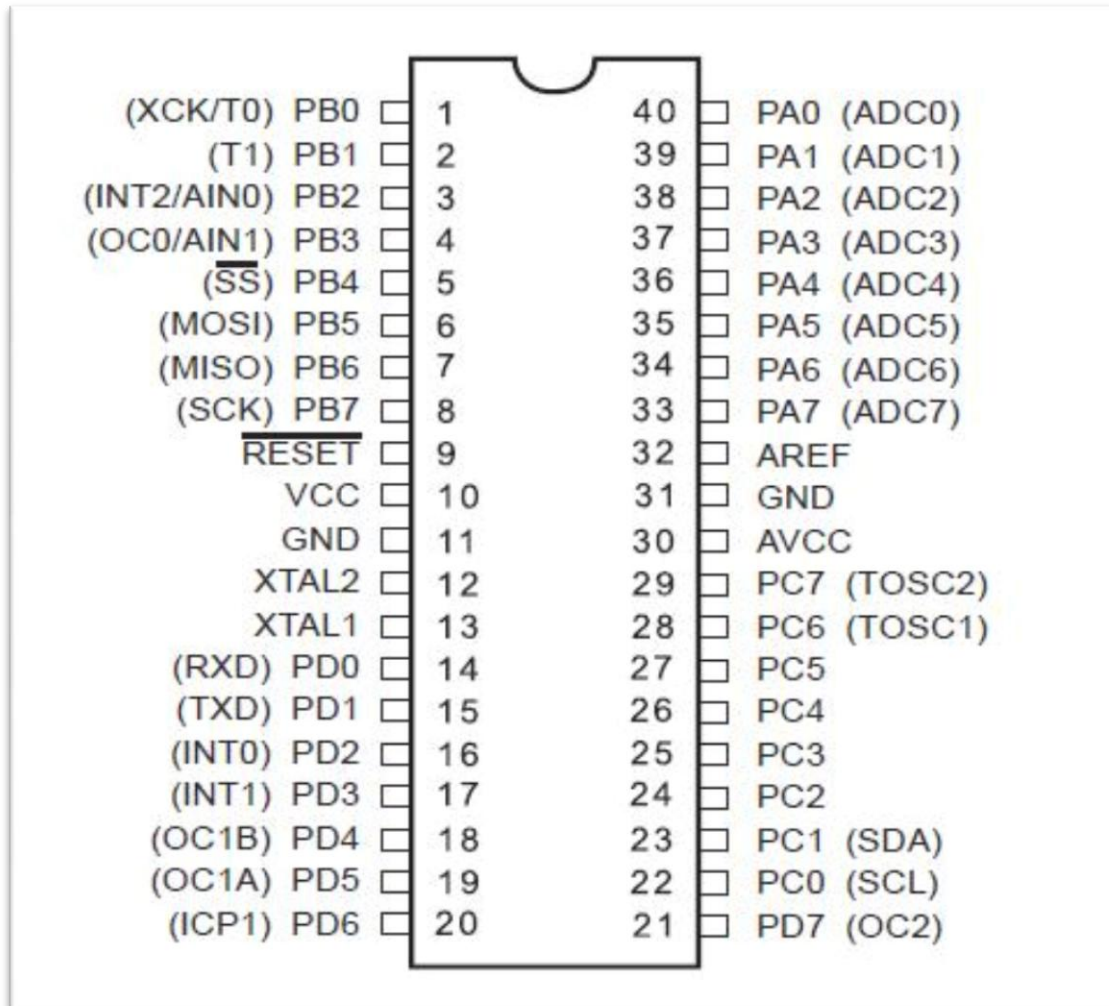 (XCK/T0) PB0 1 40 PA0 (ADC0)
(T1) PB1 2 39 PA1 (ADC1)
(INT2/AIN0) PB2 3 38 PA2 (ADC2)
(OC0/AIN1) PB3 4 37 PA3 (ADC3)
(SS) PB4 5 36 PA4 (ADC4)
(MOSI) PB5 6 35 PA5 (ADC5)
(MISO) PB6 7 34 PA6 (ADC6)
(SCK) PB7 8 33 PA7 (ADC7)
RESET 9 32 AREF
VCC 10 31 GND
GND 11 30 AVCC
XTAL2 12 29 PC7 (TOSC2)
XTAL1 13 28 PC6 (TOSC1)
(RXD) PD0 14 27 PC5
(TXD) PD1 15 26 PC4
(INT0) PD2 16 25 PC3
(INT1) PD3 17 24 PC2
(OC1B) PD4 18 23 PC1 (SDA)
(OC1A) PD5 19 22 PC0 (SCL)
(ICP1) PD6 20 21 PD7 (OC2)